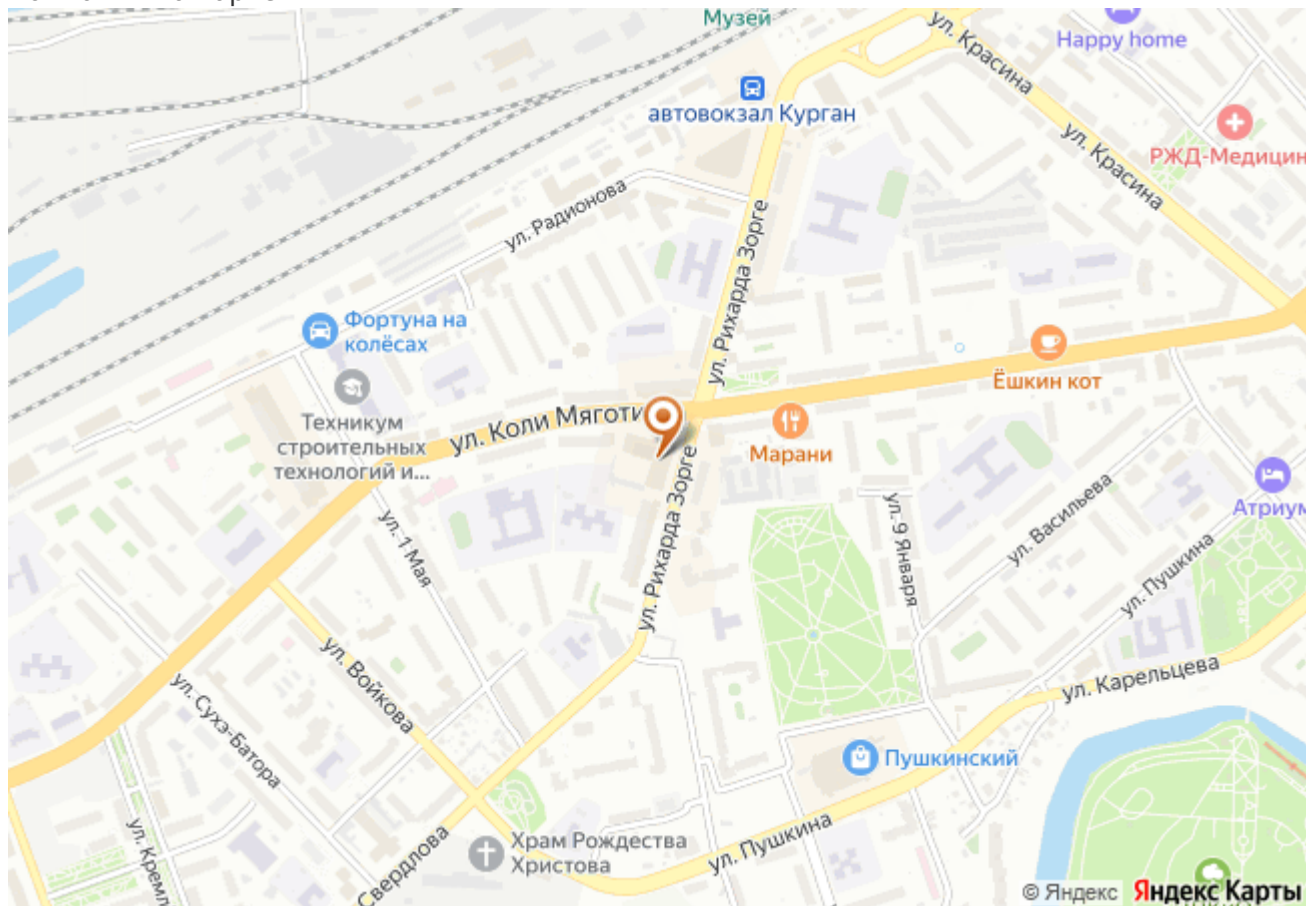 Музей
Happy home
ул. Красина
автовокзал Курган
ул. Красина
РЖД-Медицин
ул. Радионова
ул. Рихарда Зорге
Фортуна на
колёсах
Ёшкин кот
Техникум
строительных
технологий и...
ул. Коли Мяготи
Марани
Атриум
ул. Рихарда Зорге
ул. 1 Мая
ул. 9 Января
ул. Васильева
ул. Пушкина
ул. Войкова
ул. Сухэ-Батора
ул. Карельцева
Пушкинский
ул. Кремл
Свердлова
Храм Рождества
Христова
ул. Пушкина
© Яндекс Яндекс Карты